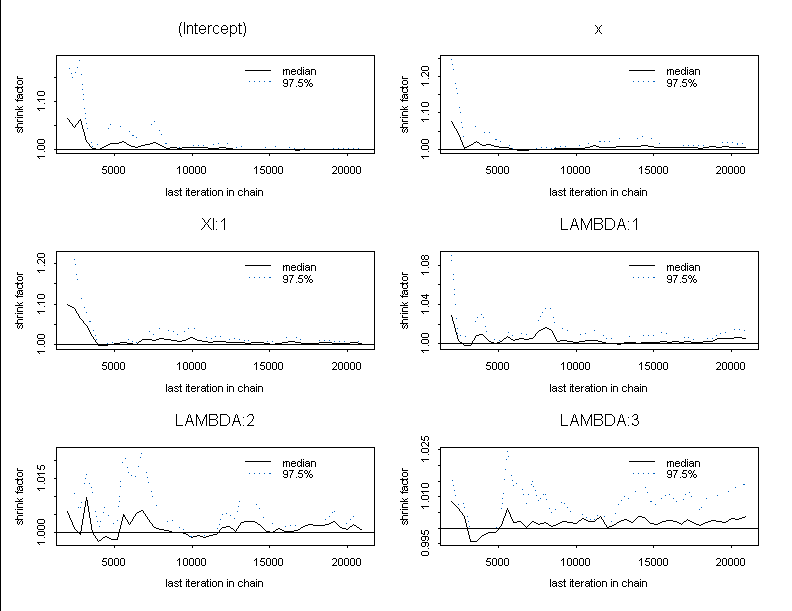 (Intercept)
shrink factor
1.00
1.10
median
97.5%
5000 10000 15000 20000
last iteration in chain
x
shrink factor
1.00
1.10
1.20
median
97.5%
5000 10000 15000 20000
last iteration in chain
XI:1
shrink factor
1.00
1.10
1.20
median
97.5%
5000 10000 15000 20000
last iteration in chain
LAMBDA:1
shrink factor
1.00
1.04
1.08
median
97.5%
5000 10000 15000 20000
last iteration in chain
LAMBDA:2
shrink factor
1.000
1.015
median
97.5%
5000 10000 15000 20000
last iteration in chain
LAMBDA:3
shrink factor
0.995
1.010
1.025
median
97.5%
5000 10000 15000 20000
last iteration in chain